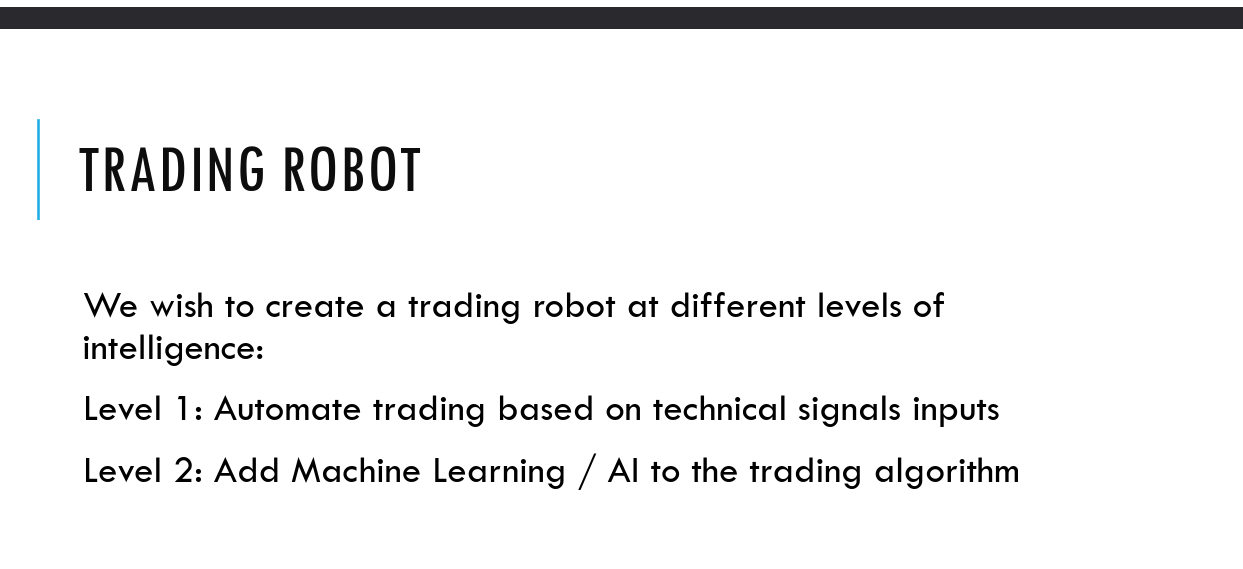 TRADING ROBOT
We wish to create a trading robot at different levels of
intelligence:
Level 1: Automate trading based on technical signals inputs
Level 2: Add Machine Learning / AI to the trading algorithm